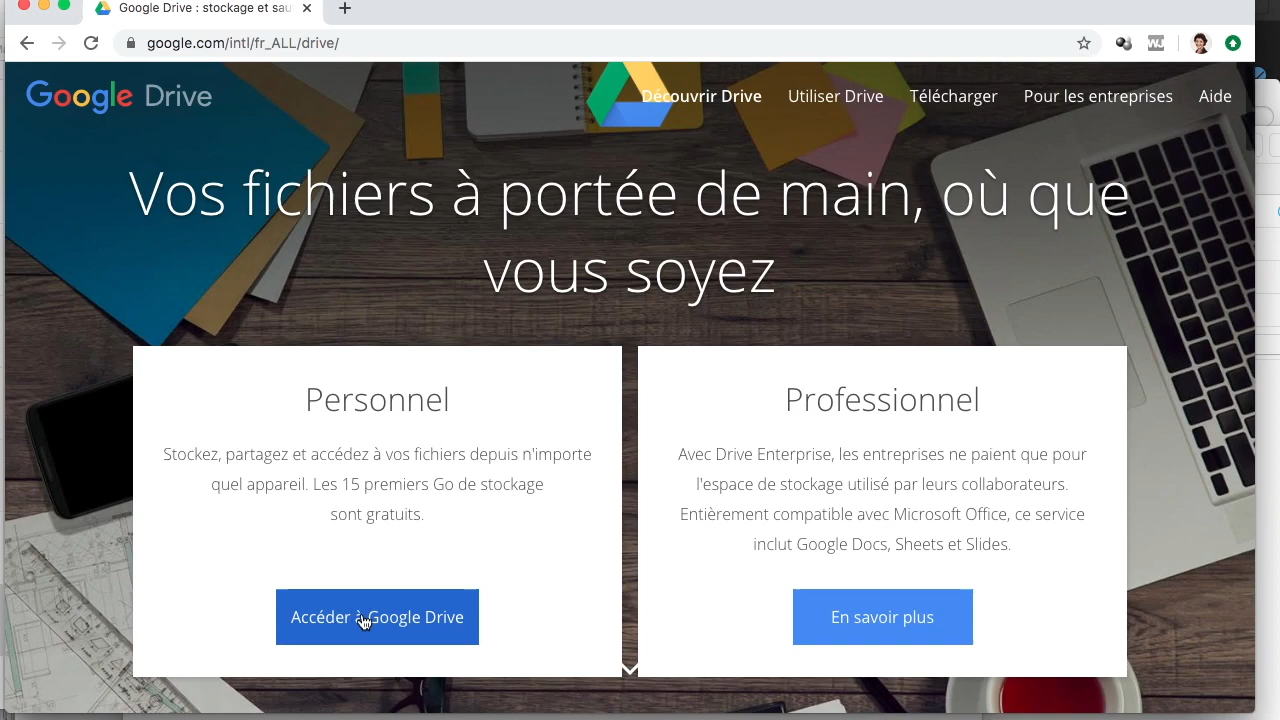 Google Drive : stockage et sau
google.com/intl/fr_ALL/drive/
Google Drive
Découvrir Drive
Utiliser Drive
Télécharger
Pour les entreprises
Aide
Vos fichiers à portée de main, où que
vous soyez
Personnel
Stockez, partagez et accédez à vos fichiers depuis n'importe
quel appareil. Les 15 premiers Go de stockage
sont gratuits.
Accéder à Google Drive
Professionnel
Avec Drive Enterprise, les entreprises ne paient que pour
l'espace de stockage utilisé par leurs collaborateurs.
Entièrement compatible avec Microsoft Office, ce service
inclut Google Docs, Sheets et Slides.
En savoir plus